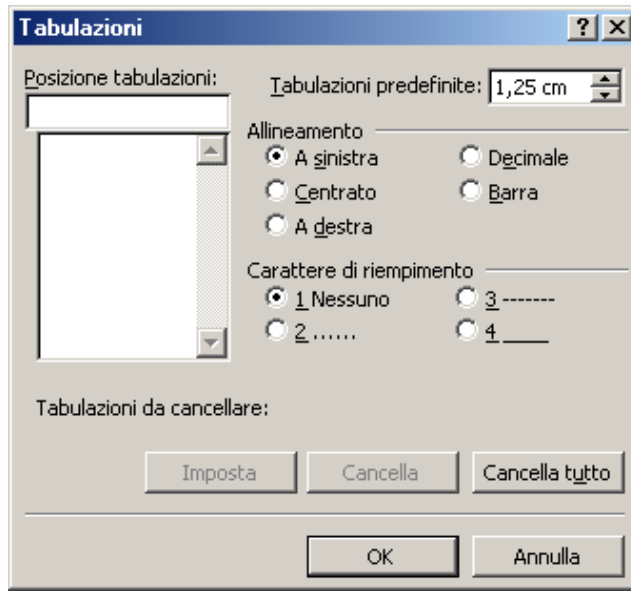 Tabulazioni
Posizione tabulazioni:
Tabulazioni predefinite: 1,25 cm
Allineamento
A sinistra
Decimale
Centrato
Barra
A destra
Carattere di riempimento
1 Nessuno
3 -------
2 ......
4 ____
Tabulazioni da cancellare:
Imposta
Cancella
Cancella tutto
OK
Annulla